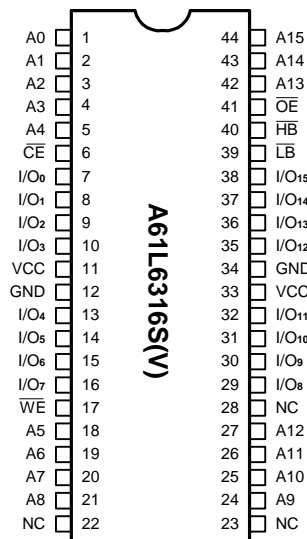 A0 1 44 A15
A1 2 43 A14
A2 3 42 A13
A3 4 41 OE
A4 5 40 HB
CE 6 39 LB
I/O0 7 38 I/O15
I/O1 8 37 I/O14
I/O2 9 36 I/O13
I/O3 10 35 I/O12
VCC 11 34 GND
GND 12 33 VCC
I/O4 13 32 I/O11
I/O5 14 31 I/O10
I/O6 15 30 I/O9
I/O7 16 29 I/O8
WE 17 28 NC
A5 18 27 A12
A6 19 26 A11
A7 20 25 A10
A8 21 24 A9
NC 22 23 NC
A61L6316S(V)